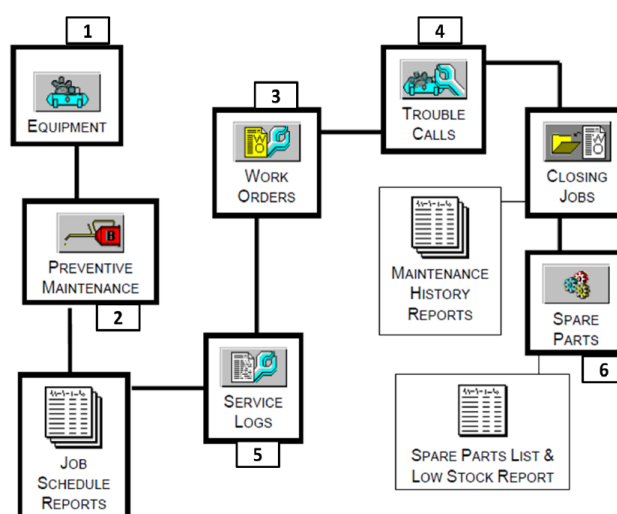 1
EQUIPMENT
PREVENTIVE
MAINTENANCE
2
JOB
SCHEDULE
REPORTS
SERVICE
LOGS
5
3
WORK
ORDERS
4
TROUBLE
CALLS
CLOSING
JOBS
MAINTENANCE
HISTORY
REPORTS
SPARE
PARTS
6
SPARE PARTS LIST &
LOW STOCK REPORT